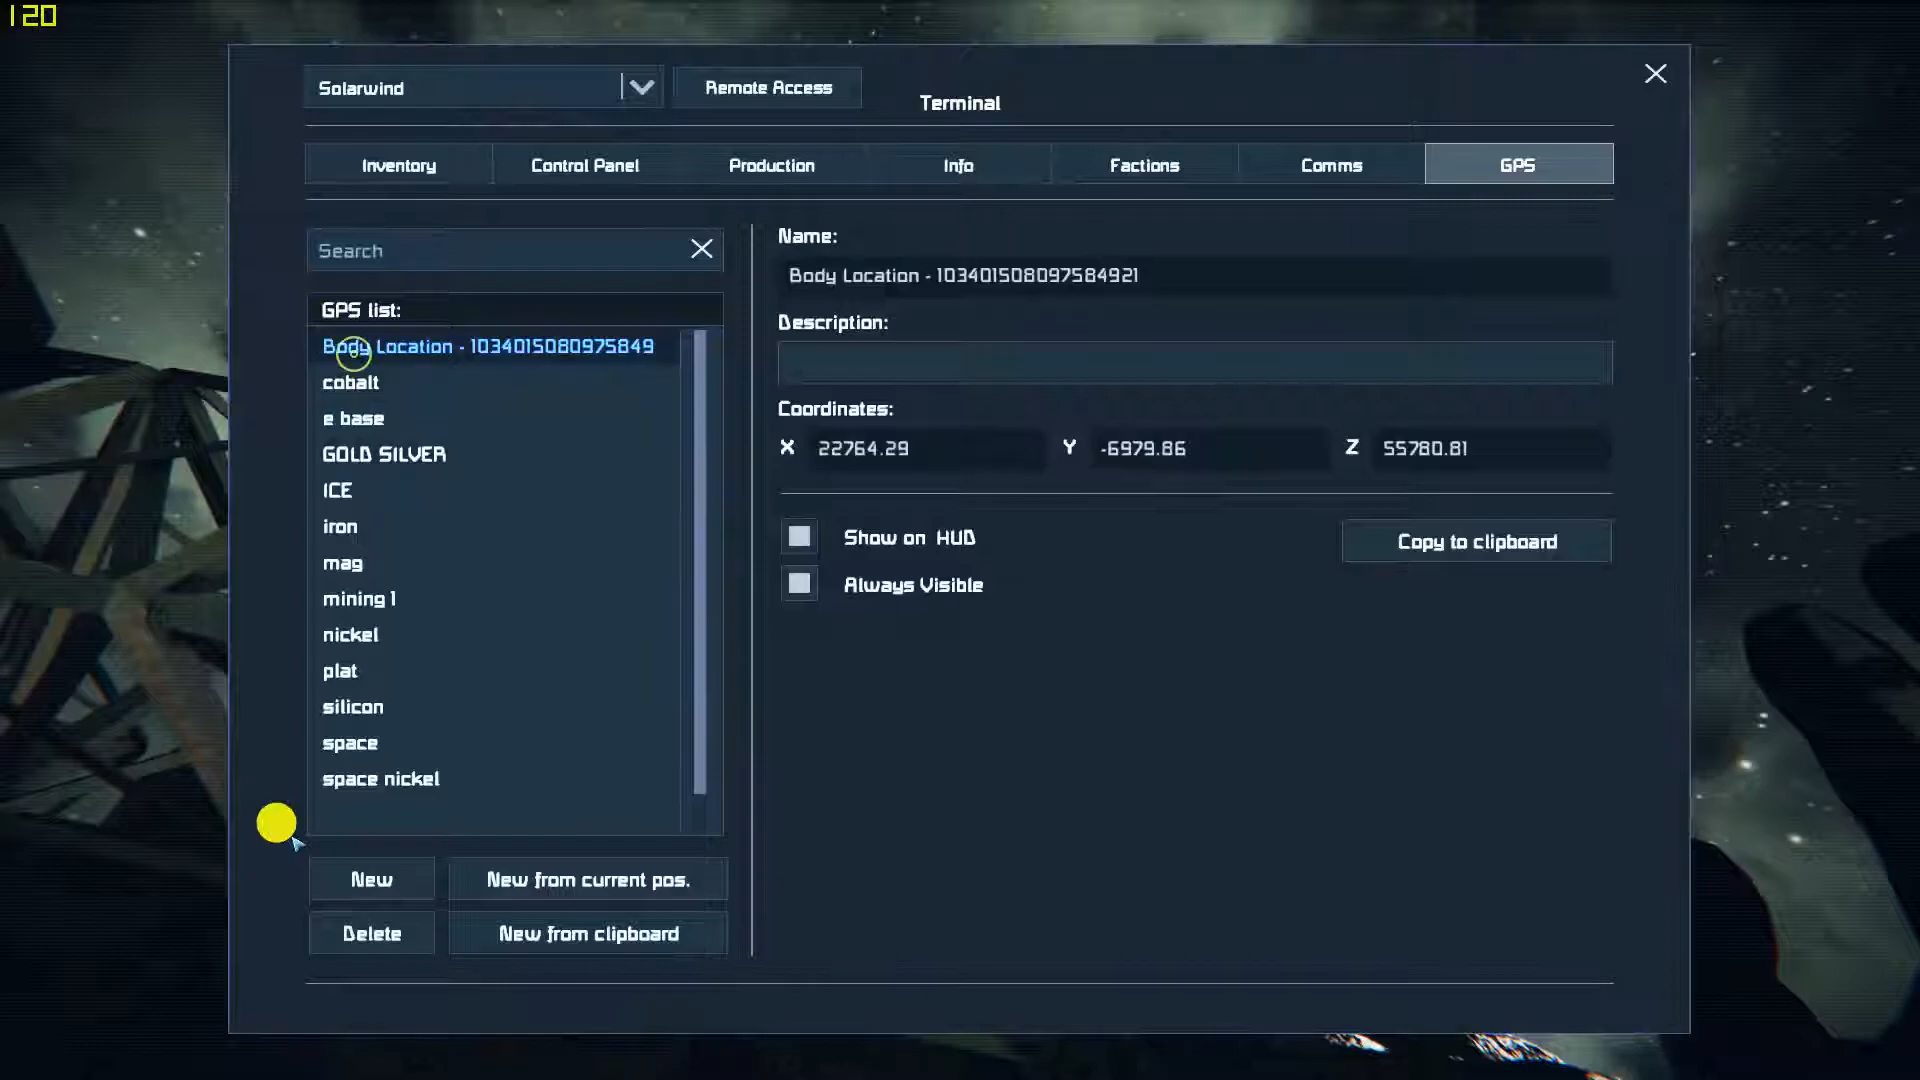 120
Solarwind
Remote Access
Terminal
Inventory
Control Panel
Production
Info
Factions
Comms
GPS
Search
GPS list:
Body Location - 1034015080975849
cobalt
e base
GOLD SILVER
ICE
iron
mag
mining 1
nickel
plat
silicon
space
space nickel
New
New from current pos.
Delete
New from clipboard
Name:
Body Location - 103401508097584921
Description:
Coordinates:
X 22764.29 Y -6979.86 Z 55780.81
Show on HUD
Copy to clipboard
Always Visible